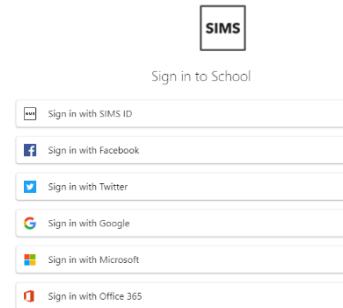 SIMS
Sign in to School
SIMS
Sign in with SIMS ID
Sign in with Facebook
Sign in with Twitter
Sign in with Google
Sign in with Microsoft
Sign in with Office 365